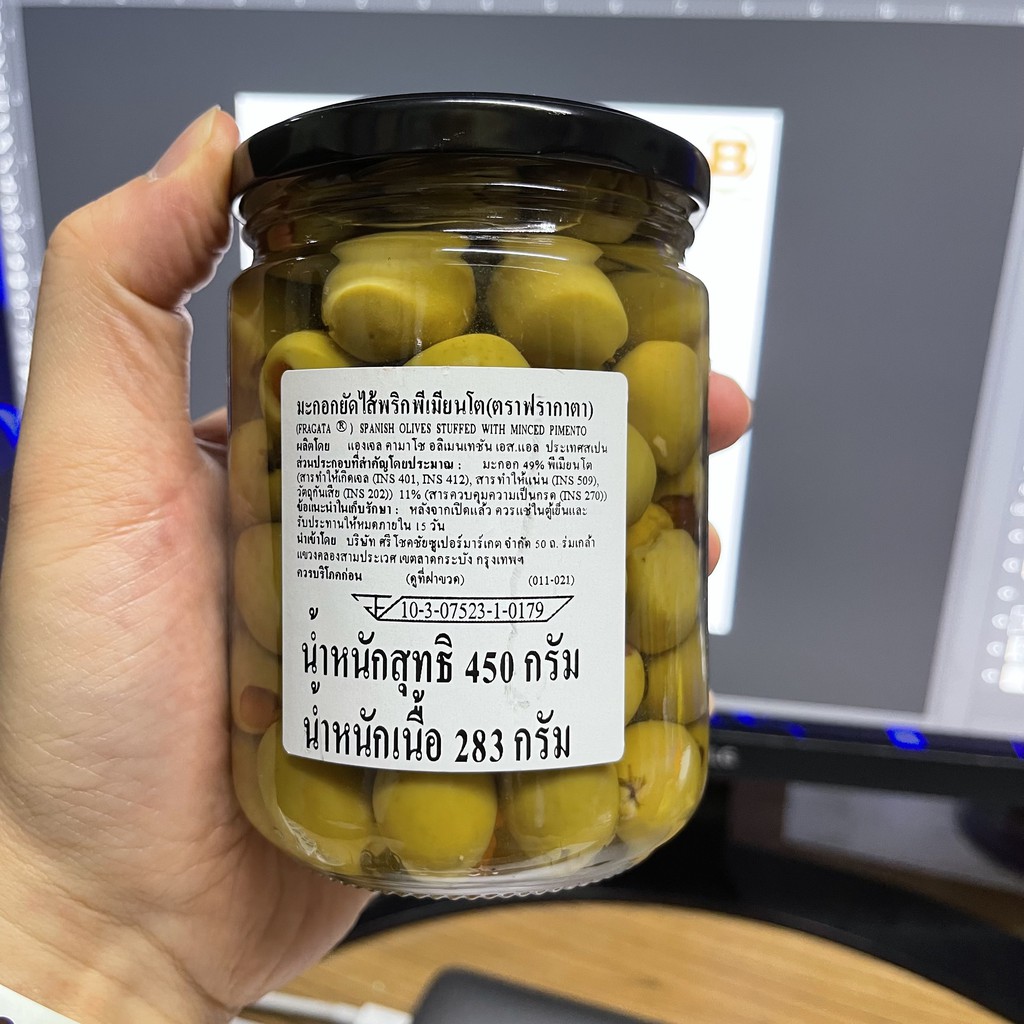 B
มะกอกยัดไส้พริกพีเมียนโต(ตราฟรากาตา)
(FRAGATA ®) SPANISH OLIVES STUFFED WITH MINCED PIMENTO
ผลิตโดย แองเจล คามาโช อลิเมนเทชัน เอส.แอล ประเทศสเปน
ส่วนประกอบที่สำคัญโดยประมาณ : มะกอก 49% พีเมียนโต
(สารทำให้เกิดเจล (INS 401, INS 412), สารทำให้แน่น (INS 509),
วัตถุกันเสีย (INS 202)) 11% (สารควบคุมความเป็นกรด (INS 270))
ข้อแนะนำในเก็บรักษา : หลังจากเปิดแล้ว ควรแช่ในตู้เย็นและ
รับประทานให้หมดภายใน 15 วัน
นำเข้าโดย บริษัท ศรีโชคชัยซูเปอร์มาร์เกต จำกัด 50 ถ. ร่มเกล้า
แขวงคลองสามประเวศ เขตลาดกระบัง กรุงเทพฯ
ควรบริโภคก่อน (ดูที่ฝาขวด) (011-021)
10-3-07523-1-0179
น้ำหนักสุทธิ 450 กรัม
น้ำหนักเนื้อ 283 กรัม